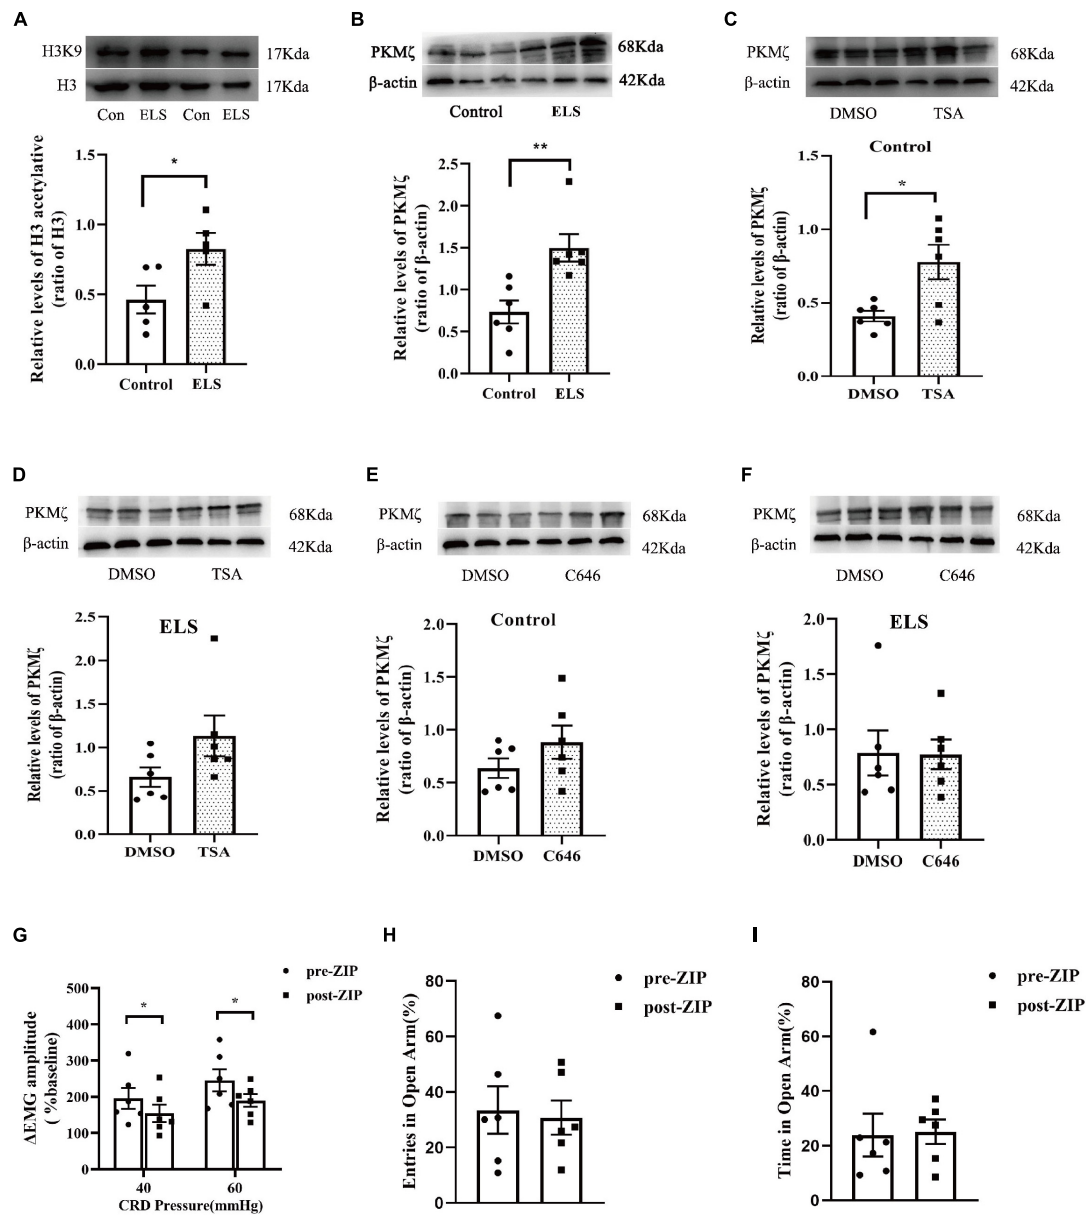 A
H3K9
17Kda
H3
17Kda
Con ELS Con ELS
Relative levels of H3 acetylative
(ratio of H3)
1.5
1.0
0.5
0.0
*
Control ELS
B
PKMζ
68Kda
β-actin
42Kda
Control ELS
Relative levels of PKMζ
(ratio of β-actin)
2.5
2.0
1.5
1.0
0.5
0.0
**
Control ELS
C
PKMζ
68Kda
β-actin
42Kda
DMSO TSA
Control
Relative levels of PKMζ
(ratio of β-actin)
1.5
1.0
0.5
0.0
*
DMSO TSA
D
PKMζ
68Kda
β-actin
42Kda
DMSO TSA
ELS
Relative levels of PKMζ
(ratio of β-actin)
2.5
2.0
1.5
1.0
0.5
0.0
DMSO TSA
E
PKMζ
68Kda
β-actin
42Kda
DMSO C646
Control
Relative levels of PKMζ
(ratio of β-actin)
2.0
1.5
1.0
0.5
0.0
DMSO C646
F
PKMζ
68Kda
β-actin
42Kda
DMSO C646
ELS
Relative levels of PKMζ
(ratio of β-actin)
2.0
1.5
1.0
0.5
0.0
DMSO C646
G
pre-ZIP
post-ZIP
ΔEMG amplitude
( %baseline)
500
400
300
200
100
0
* *
40 60
CRD Pressure(mmHg)
H
pre-ZIP
post-ZIP
Entries in Open Arm(%)
80
60
40
20
0
I
pre-ZIP
post-ZIP
Time in Open Arm(%)
80
60
40
20
0